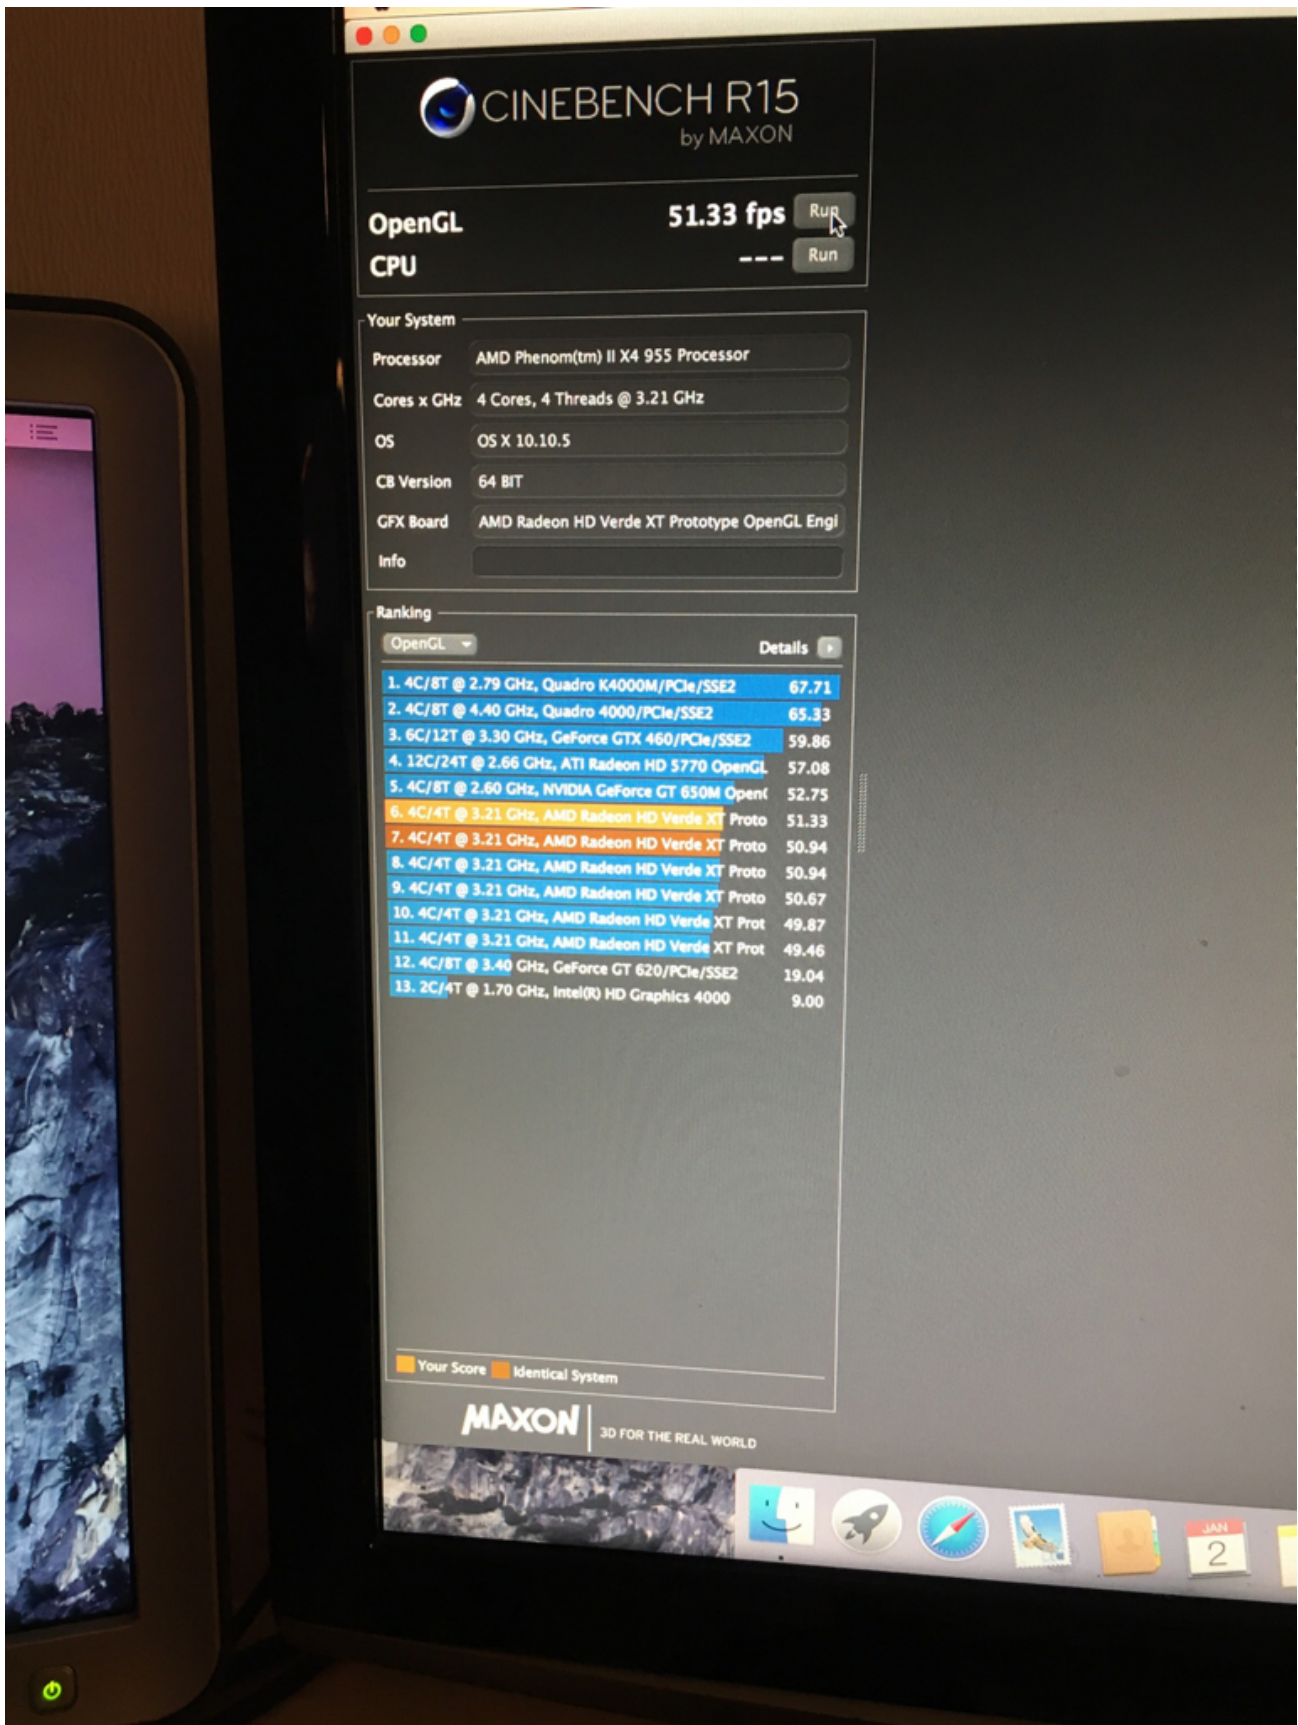 CINEBENCH R15
by MAXON
OpenGL 51.33 fps Run
CPU --- Run
Your System
Processor AMD Phenom(tm) II X4 955 Processor
Cores x GHz 4 Cores, 4 Threads @ 3.21 GHz
OS OS X 10.10.5
CB Version 64 BIT
GFX Board AMD Radeon HD Verde XT Prototype OpenGL Engi
Info
Ranking
OpenGL Details
1. 4C/8T @ 2.79 GHz, Quadro K4000M/PCIe/SSE2 67.71
2. 4C/8T @ 4.40 GHz, Quadro 4000/PCIe/SSE2 65.33
3. 6C/12T @ 3.30 GHz, GeForce GTX 460/PCIe/SSE2 59.86
4. 12C/24T @ 2.66 GHz, ATI Radeon HD 5770 OpenGL 57.08
5. 4C/8T @ 2.60 GHz, NVIDIA GeForce GT 650M Open( 52.75
6. 4C/4T @ 3.21 GHz, AMD Radeon HD Verde XT Proto 51.33
7. 4C/4T @ 3.21 GHz, AMD Radeon HD Verde XT Proto 50.94
8. 4C/4T @ 3.21 GHz, AMD Radeon HD Verde XT Proto 50.94
9. 4C/4T @ 3.21 GHz, AMD Radeon HD Verde XT Proto 50.67
10. 4C/4T @ 3.21 GHz, AMD Radeon HD Verde XT Prot 49.87
11. 4C/4T @ 3.21 GHz, AMD Radeon HD Verde XT Prot 49.46
12. 4C/8T @ 3.40 GHz, GeForce GT 620/PCIe/SSE2 19.04
13. 2C/4T @ 1.70 GHz, Intel(R) HD Graphics 4000 9.00
Your Score Identical System
MAXON 3D FOR THE REAL WORLD
JAN
2